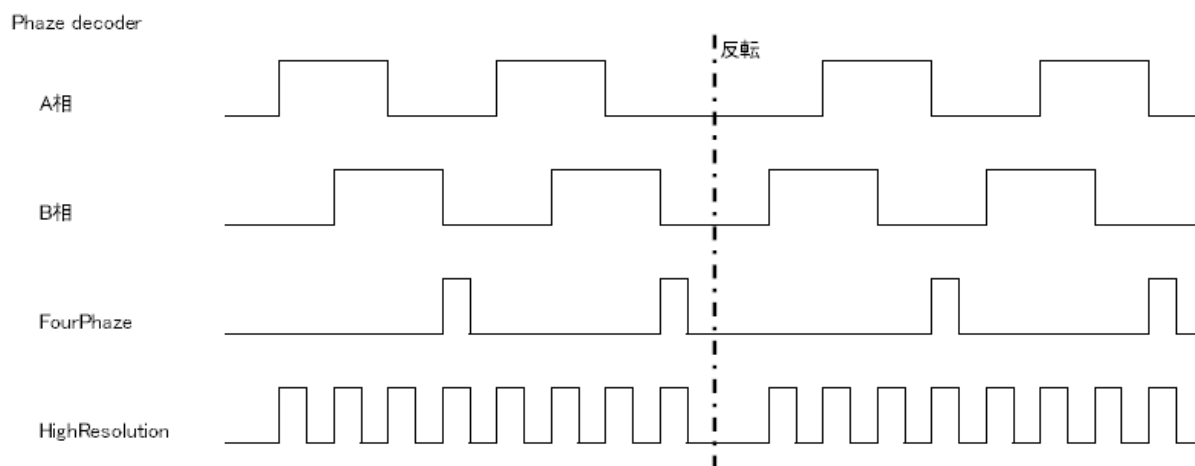 Phaze decoder
反転
A相
B相
FourPhaze
HighResolution